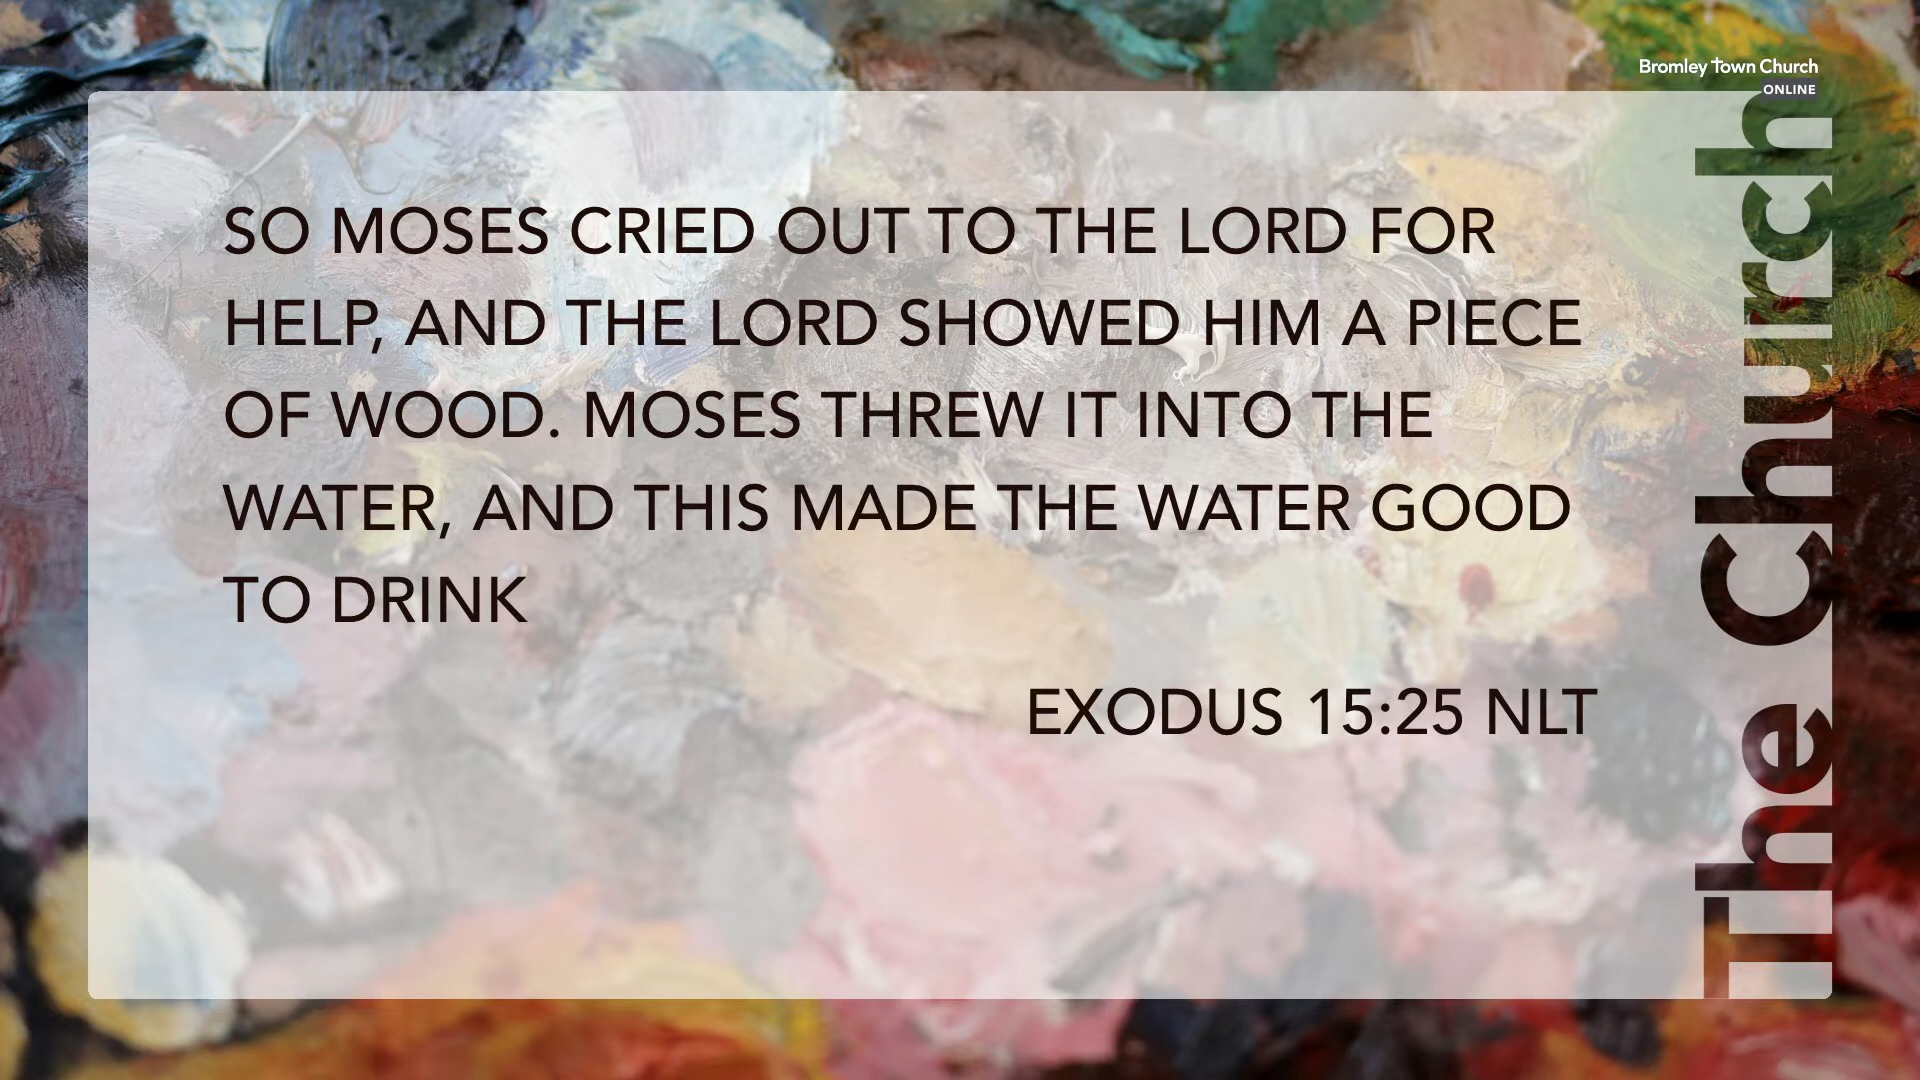 Bromley Town Church
ONLINE
SO MOSES CRIED OUT TO THE LORD FOR
HELP, AND THE LORD SHOWED HIM A PIECE
OF WOOD. MOSES THREW IT INTO THE
WATER, AND THIS MADE THE WATER GOOD
TO DRINK
EXODUS 15:25 NLT
The Church